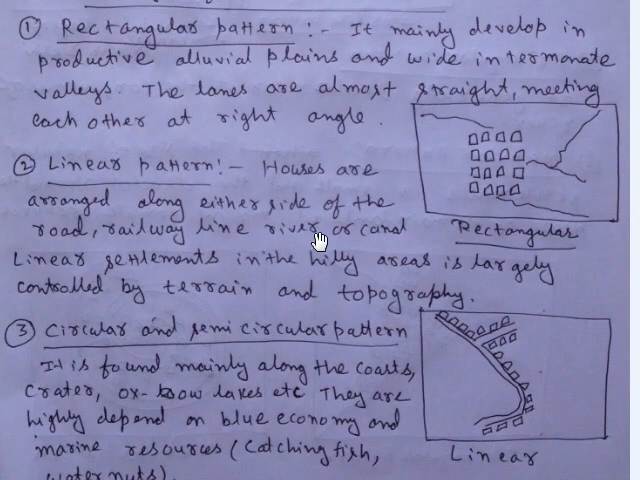 ① Rectangular pattern :- It mainly develop in
productive alluvial plains and wide intermonate
valleys. The lanes are almost straight, meeting
each other at right angle.
② Linear pattern :- Houses are
arranged along either side of the
road, railway line river or canal
Rectangular
Linear settlements in the hilly areas is largely
controlled by terrain and topography.
③ Circular and semi circular pattern
It is found mainly along the coasts,
crater, ox-bow lakes etc They are
highly depend on blue economy and
marine resources (Catching fish,
water nuts).
Linear